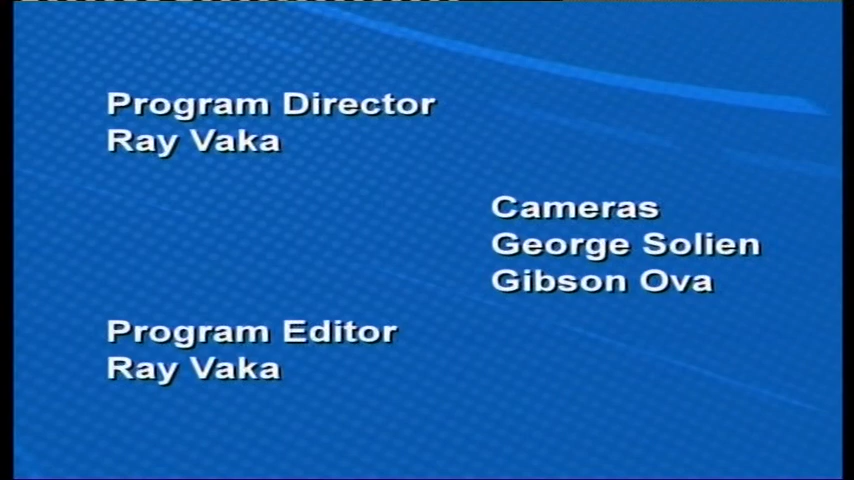 Program Director
Ray Vaka
Cameras
George Solien
Gibson Ova
Program Editor
Ray Vaka